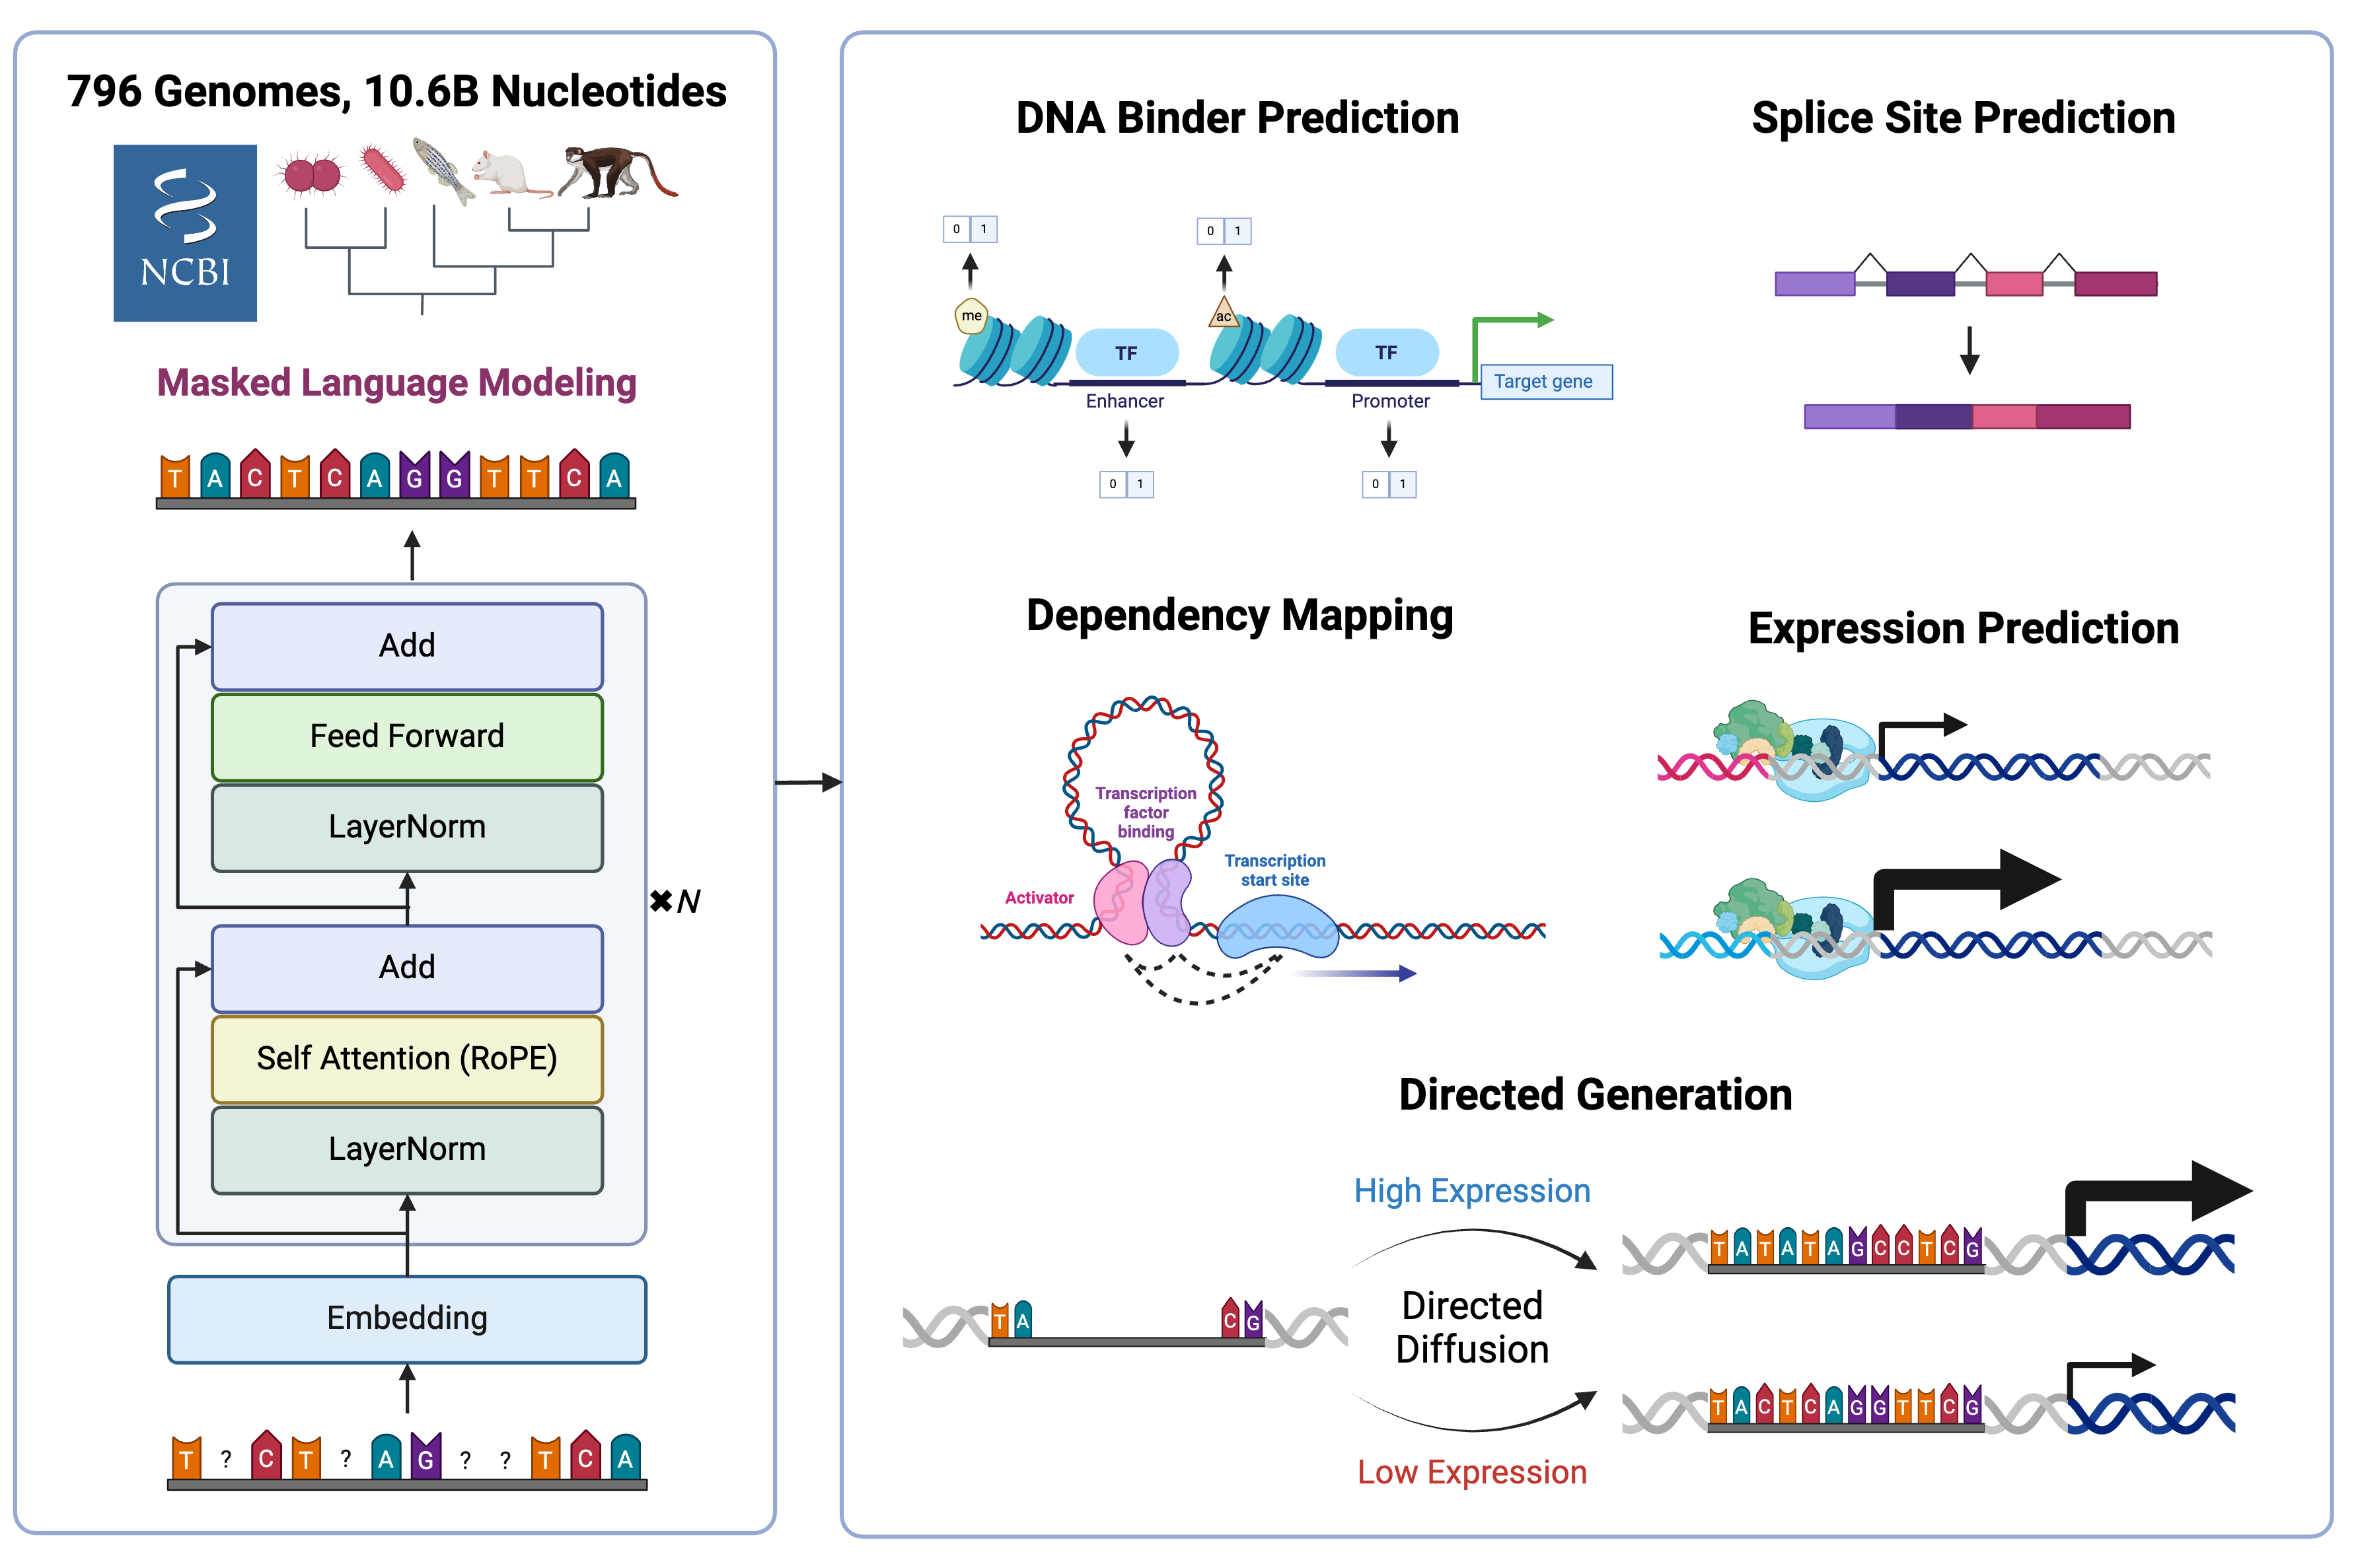 796 Genomes, 10.6B Nucleotides
NCBI
Masked Language Modeling
T A C T C A G G T T C A
Add
Feed Forward
LayerNorm
✖N
Add
Self Attention (RoPE)
LayerNorm
Embedding
T ? C T ? A G ? ? T C A
DNA Binder Prediction
0 1
0 1
me
ac
TF
TF
Target gene
Enhancer
Promoter
0 1
0 1
Splice Site Prediction
Dependency Mapping
Transcription
factor
binding
Transcription
start site
Activator
Expression Prediction
Directed Generation
High Expression
T A T A T A G C C T C G
T A C G
Directed
Diffusion
T A C T C A G G T T C G
Low Expression